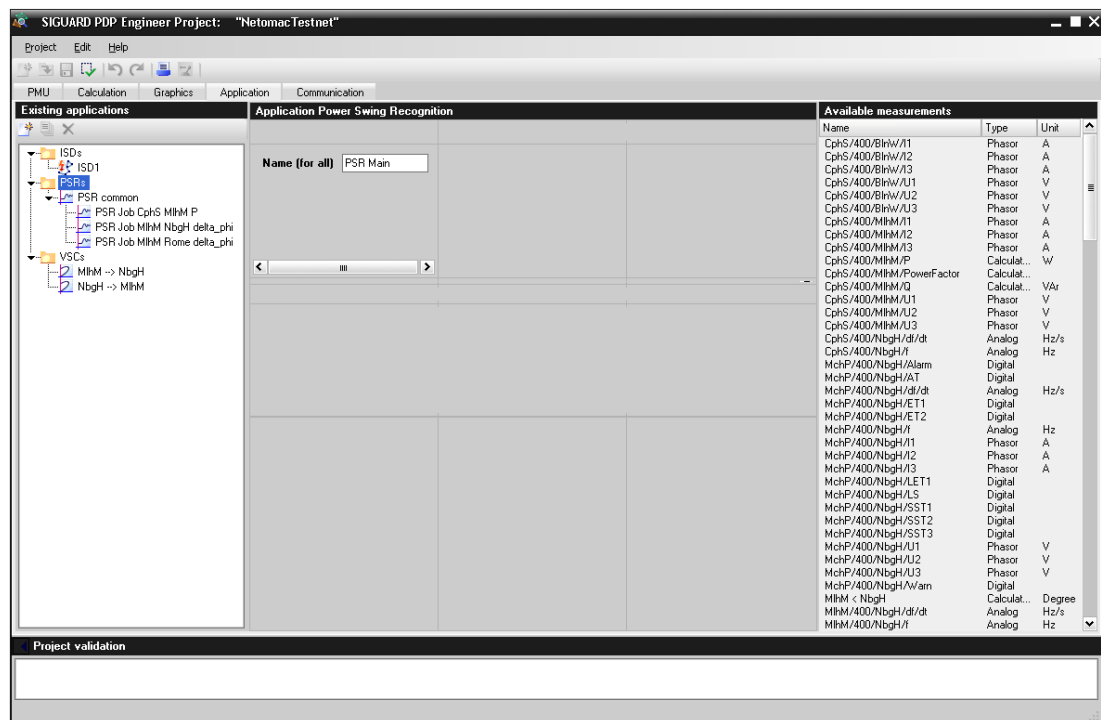 SIGUARD PDP Engineer Project: "NetomacTestnet"
Project Edit Help
PMU Calculation Graphics Application Communication
Existing applications
ISDs
ISD1
PSRs
PSR common
PSR Job CphS MlhM P
PSR Job MlhM NbgH delta_phi
PSR Job MlhM Rome delta_phi
VSCs
MlhM --> NbgH
NbgH --> MlhM
Application Power Swing Recognition
Name (for all) PSR Main
Available measurements
Name Type Unit
CphS/400/BlnW/I1 Phasor A
CphS/400/BlnW/I2 Phasor A
CphS/400/BlnW/I3 Phasor A
CphS/400/BlnW/U1 Phasor V
CphS/400/BlnW/U2 Phasor V
CphS/400/BlnW/U3 Phasor V
CphS/400/MlhM/I1 Phasor A
CphS/400/MlhM/I2 Phasor A
CphS/400/MlhM/I3 Phasor A
CphS/400/MlhM/P Calculat... W
CphS/400/MlhM/PowerFactor Calculat...
CphS/400/MlhM/Q Calculat... VAr
CphS/400/MlhM/U1 Phasor V
CphS/400/MlhM/U2 Phasor V
CphS/400/MlhM/U3 Phasor V
CphS/400/NbgH/df/dt Analog Hz/s
CphS/400/NbgH/f Analog Hz
MchP/400/NbgH/Alarm Digital
MchP/400/NbgH/AT Digital
MchP/400/NbgH/df/dt Analog Hz/s
MchP/400/NbgH/ET1 Digital
MchP/400/NbgH/ET2 Digital
MchP/400/NbgH/f Analog Hz
MchP/400/NbgH/I1 Phasor A
MchP/400/NbgH/I2 Phasor A
MchP/400/NbgH/I3 Phasor A
MchP/400/NbgH/LET1 Digital
MchP/400/NbgH/LS Digital
MchP/400/NbgH/SST1 Digital
MchP/400/NbgH/SST2 Digital
MchP/400/NbgH/SST3 Digital
MchP/400/NbgH/U1 Phasor V
MchP/400/NbgH/U2 Phasor V
MchP/400/NbgH/U3 Phasor V
MchP/400/NbgH/Warn Digital
MlhM < NbgH Calculat... Degree
MlhM/400/NbgH/df/dt Analog Hz/s
MlhM/400/NbgH/f Analog Hz
Project validation